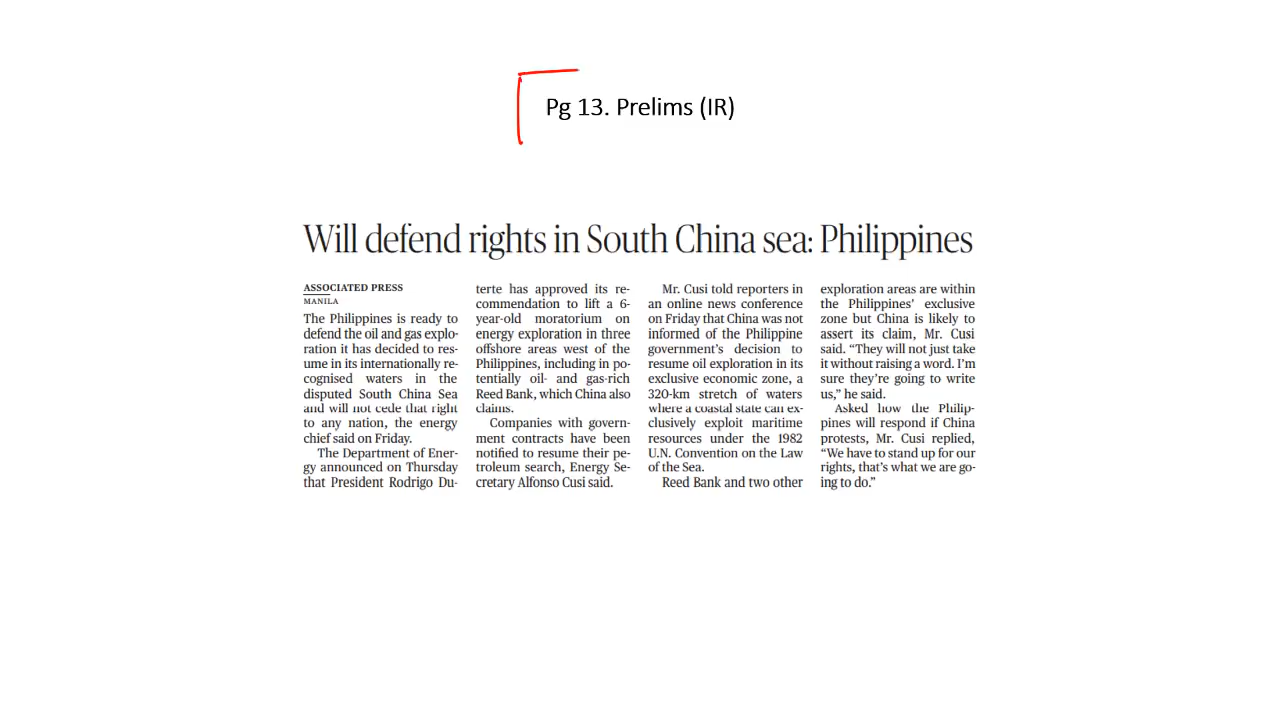 Pg 13. Prelims (IR)
Will defend rights in South China sea: Philippines
ASSOCIATED PRESS
MANILA
The Philippines is ready to
defend the oil and gas explo-
ration it has decided to res-
ume in its internationally re-
cognised waters in the
disputed South China Sea
and will not cede that right
to any nation, the energy
chief said on Friday.
The Department of Ener-
gy announced on Thursday
that President Rodrigo Du-
terte has approved its re-
commendation to lift a 6-
year-old moratorium on
energy exploration in three
offshore areas west of the
Philippines, including in po-
tentially oil- and gas-rich
Reed Bank, which China also
claims.
Companies with govern-
ment contracts have been
notified to resume their pe-
troleum search, Energy Se-
cretary Alfonso Cusi said.
Mr. Cusi told reporters in
an online news conference
on Friday that China was not
informed of the Philippine
government's decision to
resume oil exploration in its
exclusive economic zone, a
320-km stretch of waters
where a coastal state can ex-
clusively exploit maritime
resources under the 1982
U.N. Convention on the Law
of the Sea.
Reed Bank and two other
exploration areas are within
the Philippines' exclusive
zone but China is likely to
assert its claim, Mr. Cusi
said. “They will not just take
it without raising a word. I'm
sure they're going to write
us,” he said.
Asked how the Philip-
pines will respond if China
protests, Mr. Cusi replied,
“We have to stand up for our
rights, that's what we are go-
ing to do.”